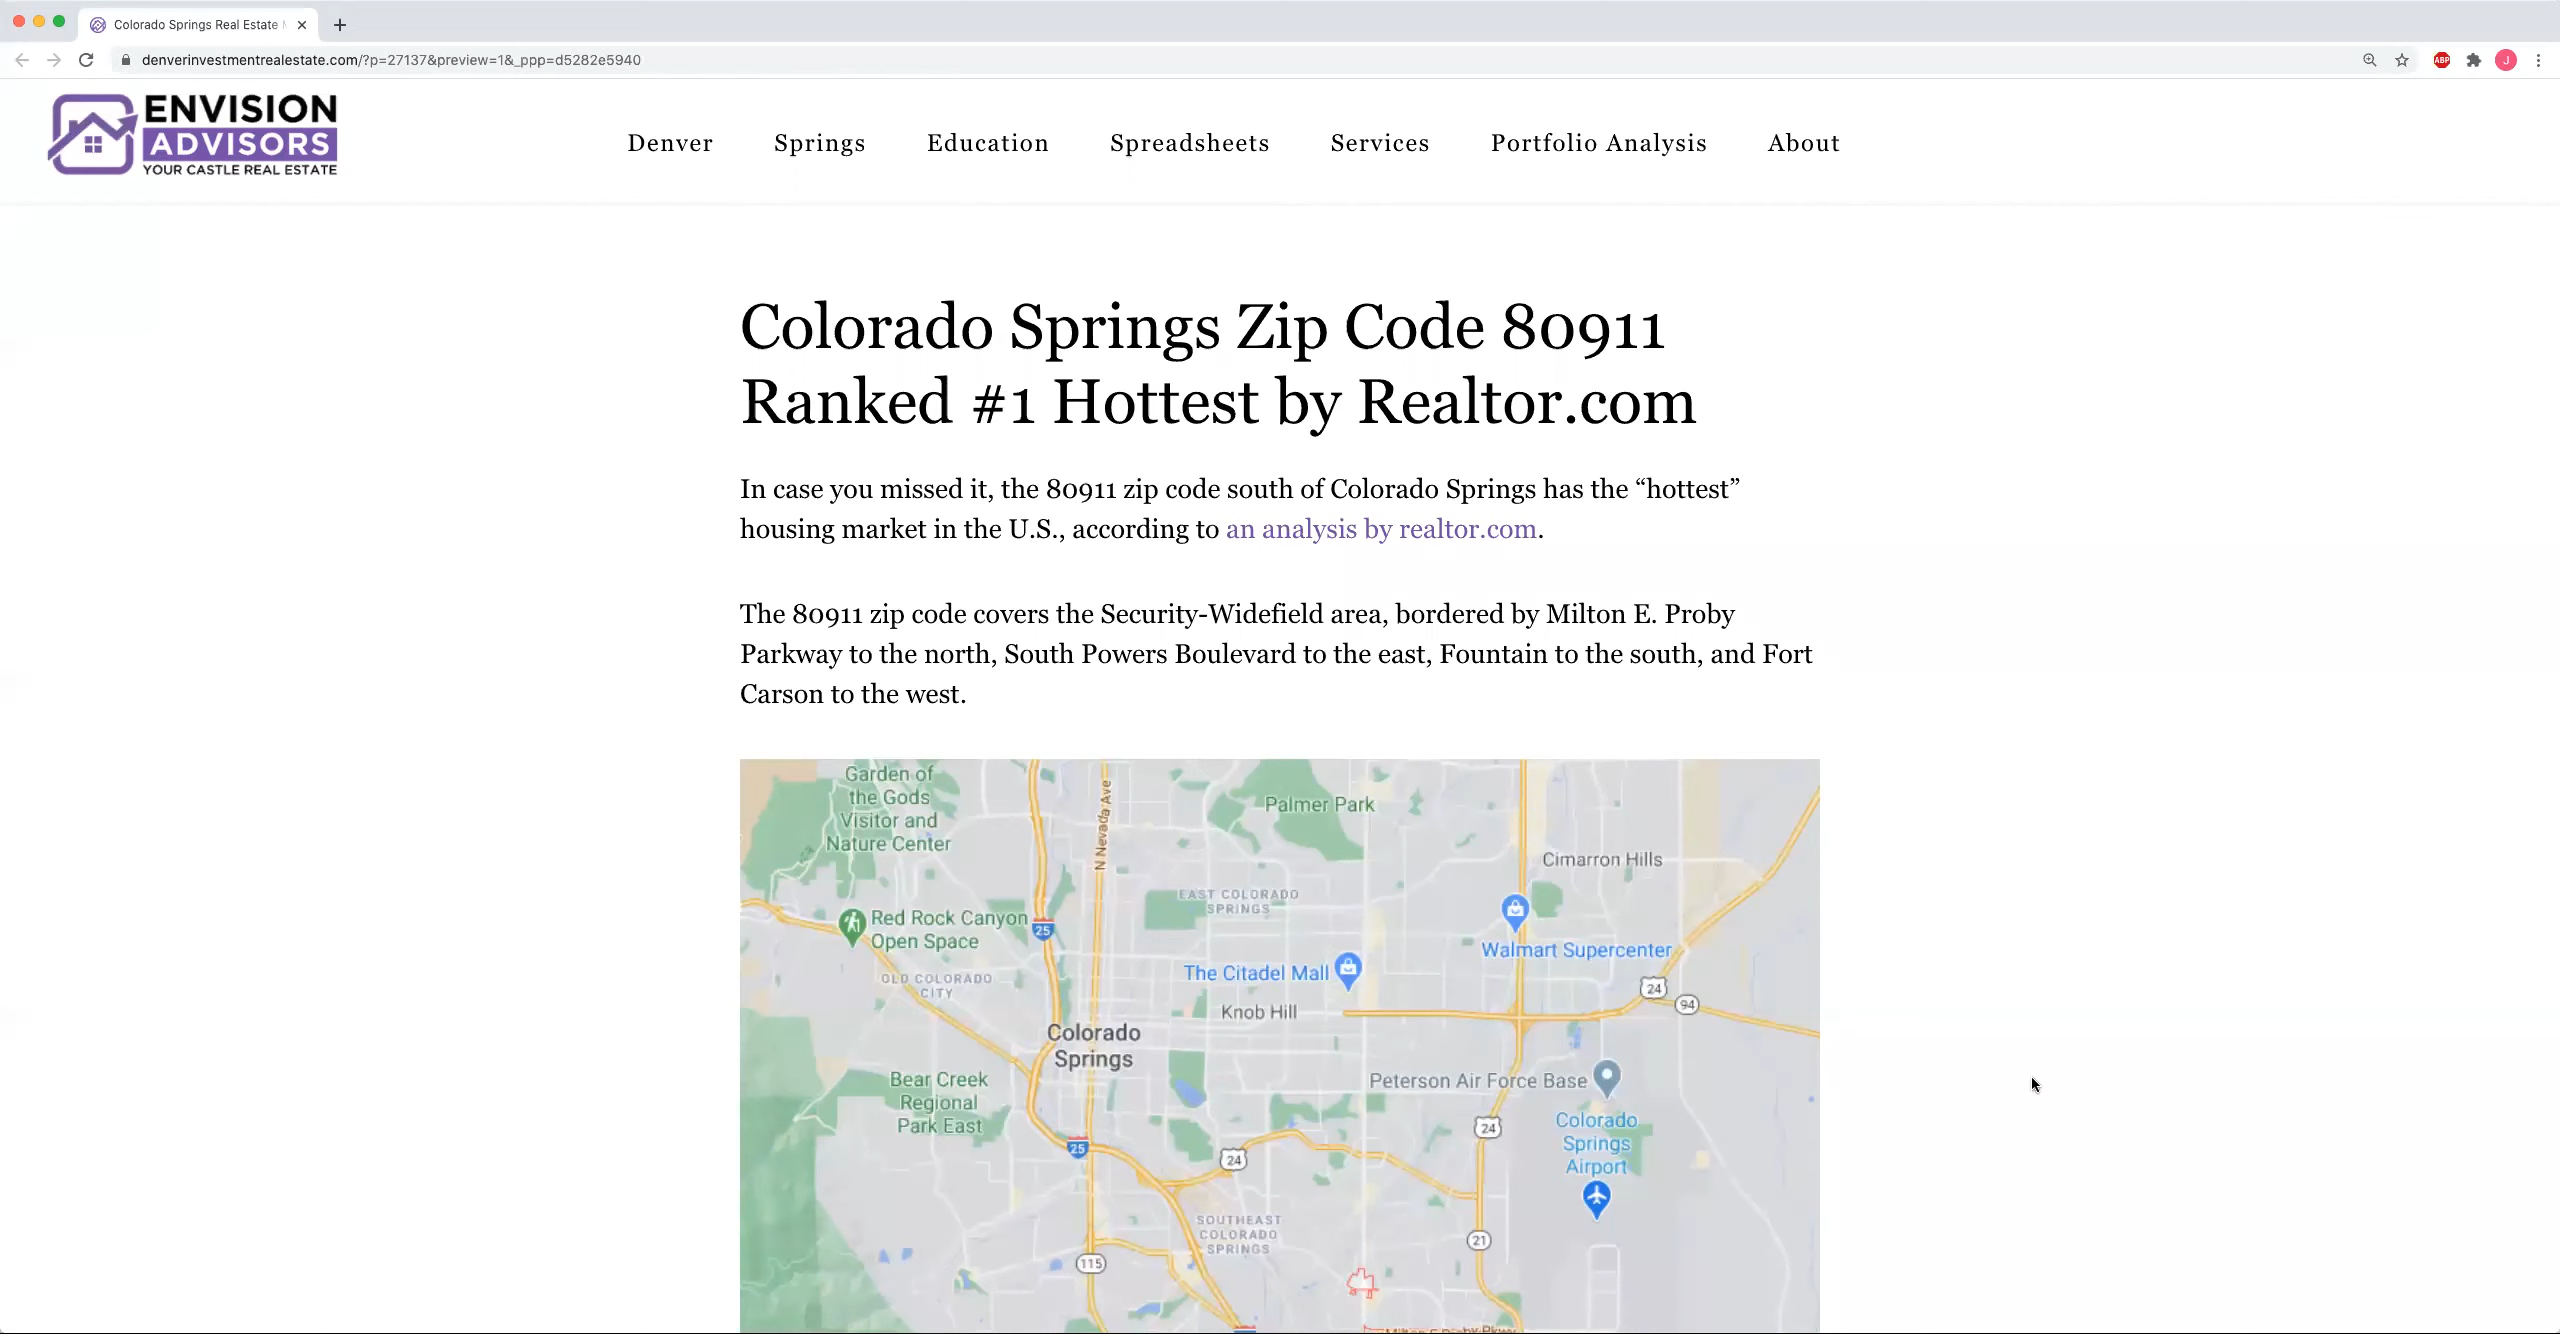 Colorado Springs Real Estate
denverinvestmentrealestate.com/?p=27137&preview=1&_ppp=d5282e5940
ABP
J
ENVISION
ADVISORS
YOUR CASTLE REAL ESTATE
Denver Springs Education Spreadsheets Services Portfolio Analysis About
Colorado Springs Zip Code 80911
Ranked #1 Hottest by Realtor.com
In case you missed it, the 80911 zip code south of Colorado Springs has the “hottest”
housing market in the U.S., according to an analysis by realtor.com.
The 80911 zip code covers the Security-Widefield area, bordered by Milton E. Proby
Parkway to the north, South Powers Boulevard to the east, Fountain to the south, and Fort
Carson to the west.
Garden of
the Gods
Visitor and
Nature Center
N Nevada Ave
Palmer Park
Cimarron Hills
EAST COLORADO
SPRINGS
Red Rock Canyon
Open Space
25
Walmart Supercenter
The Citadel Mall
OLD COLORADO
CITY
24
94
Knob Hill
Colorado
Springs
Bear Creek
Regional
Park East
Peterson Air Force Base
Colorado
Springs
Airport
24
25
24
SOUTHEAST
COLORADO
SPRINGS
21
115